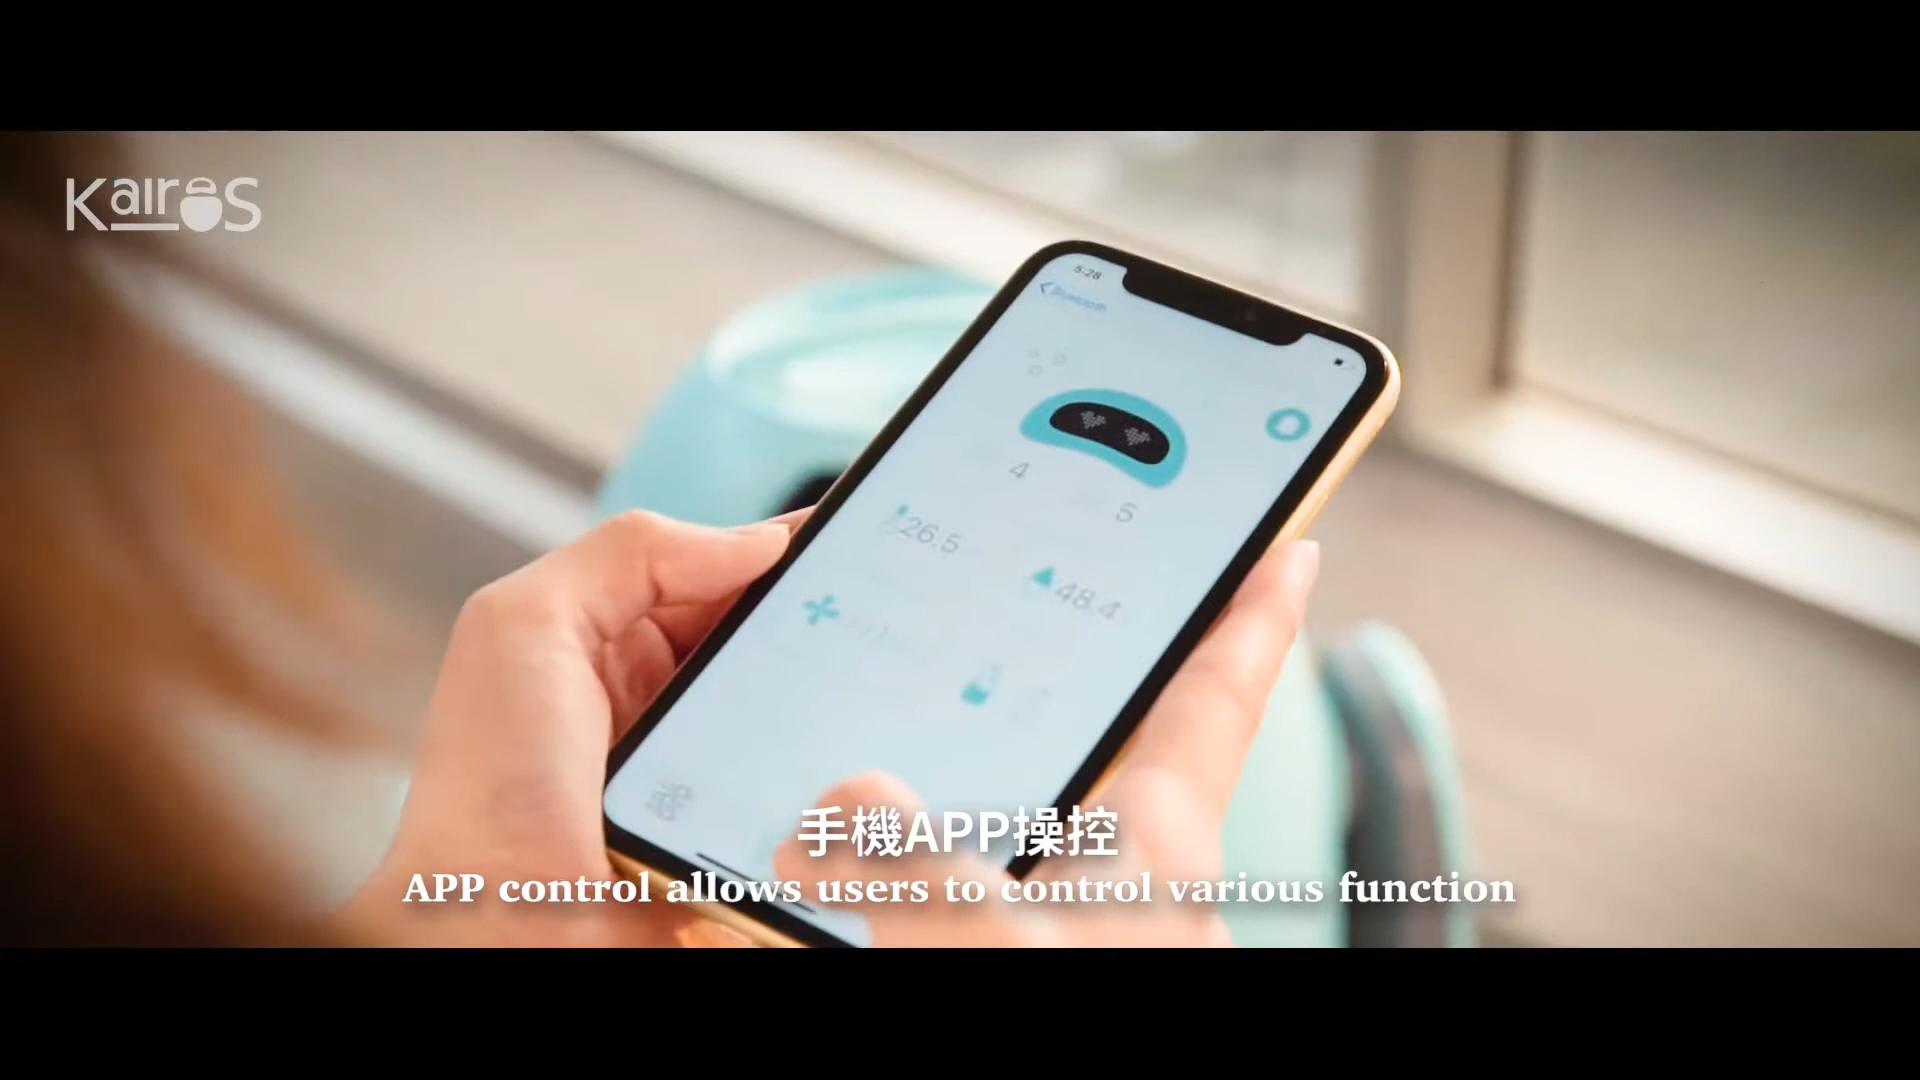 KairOS
5:28
Bluetooth
4
5
26.5
48.4
手機APP操控
APP control allows users to control various function